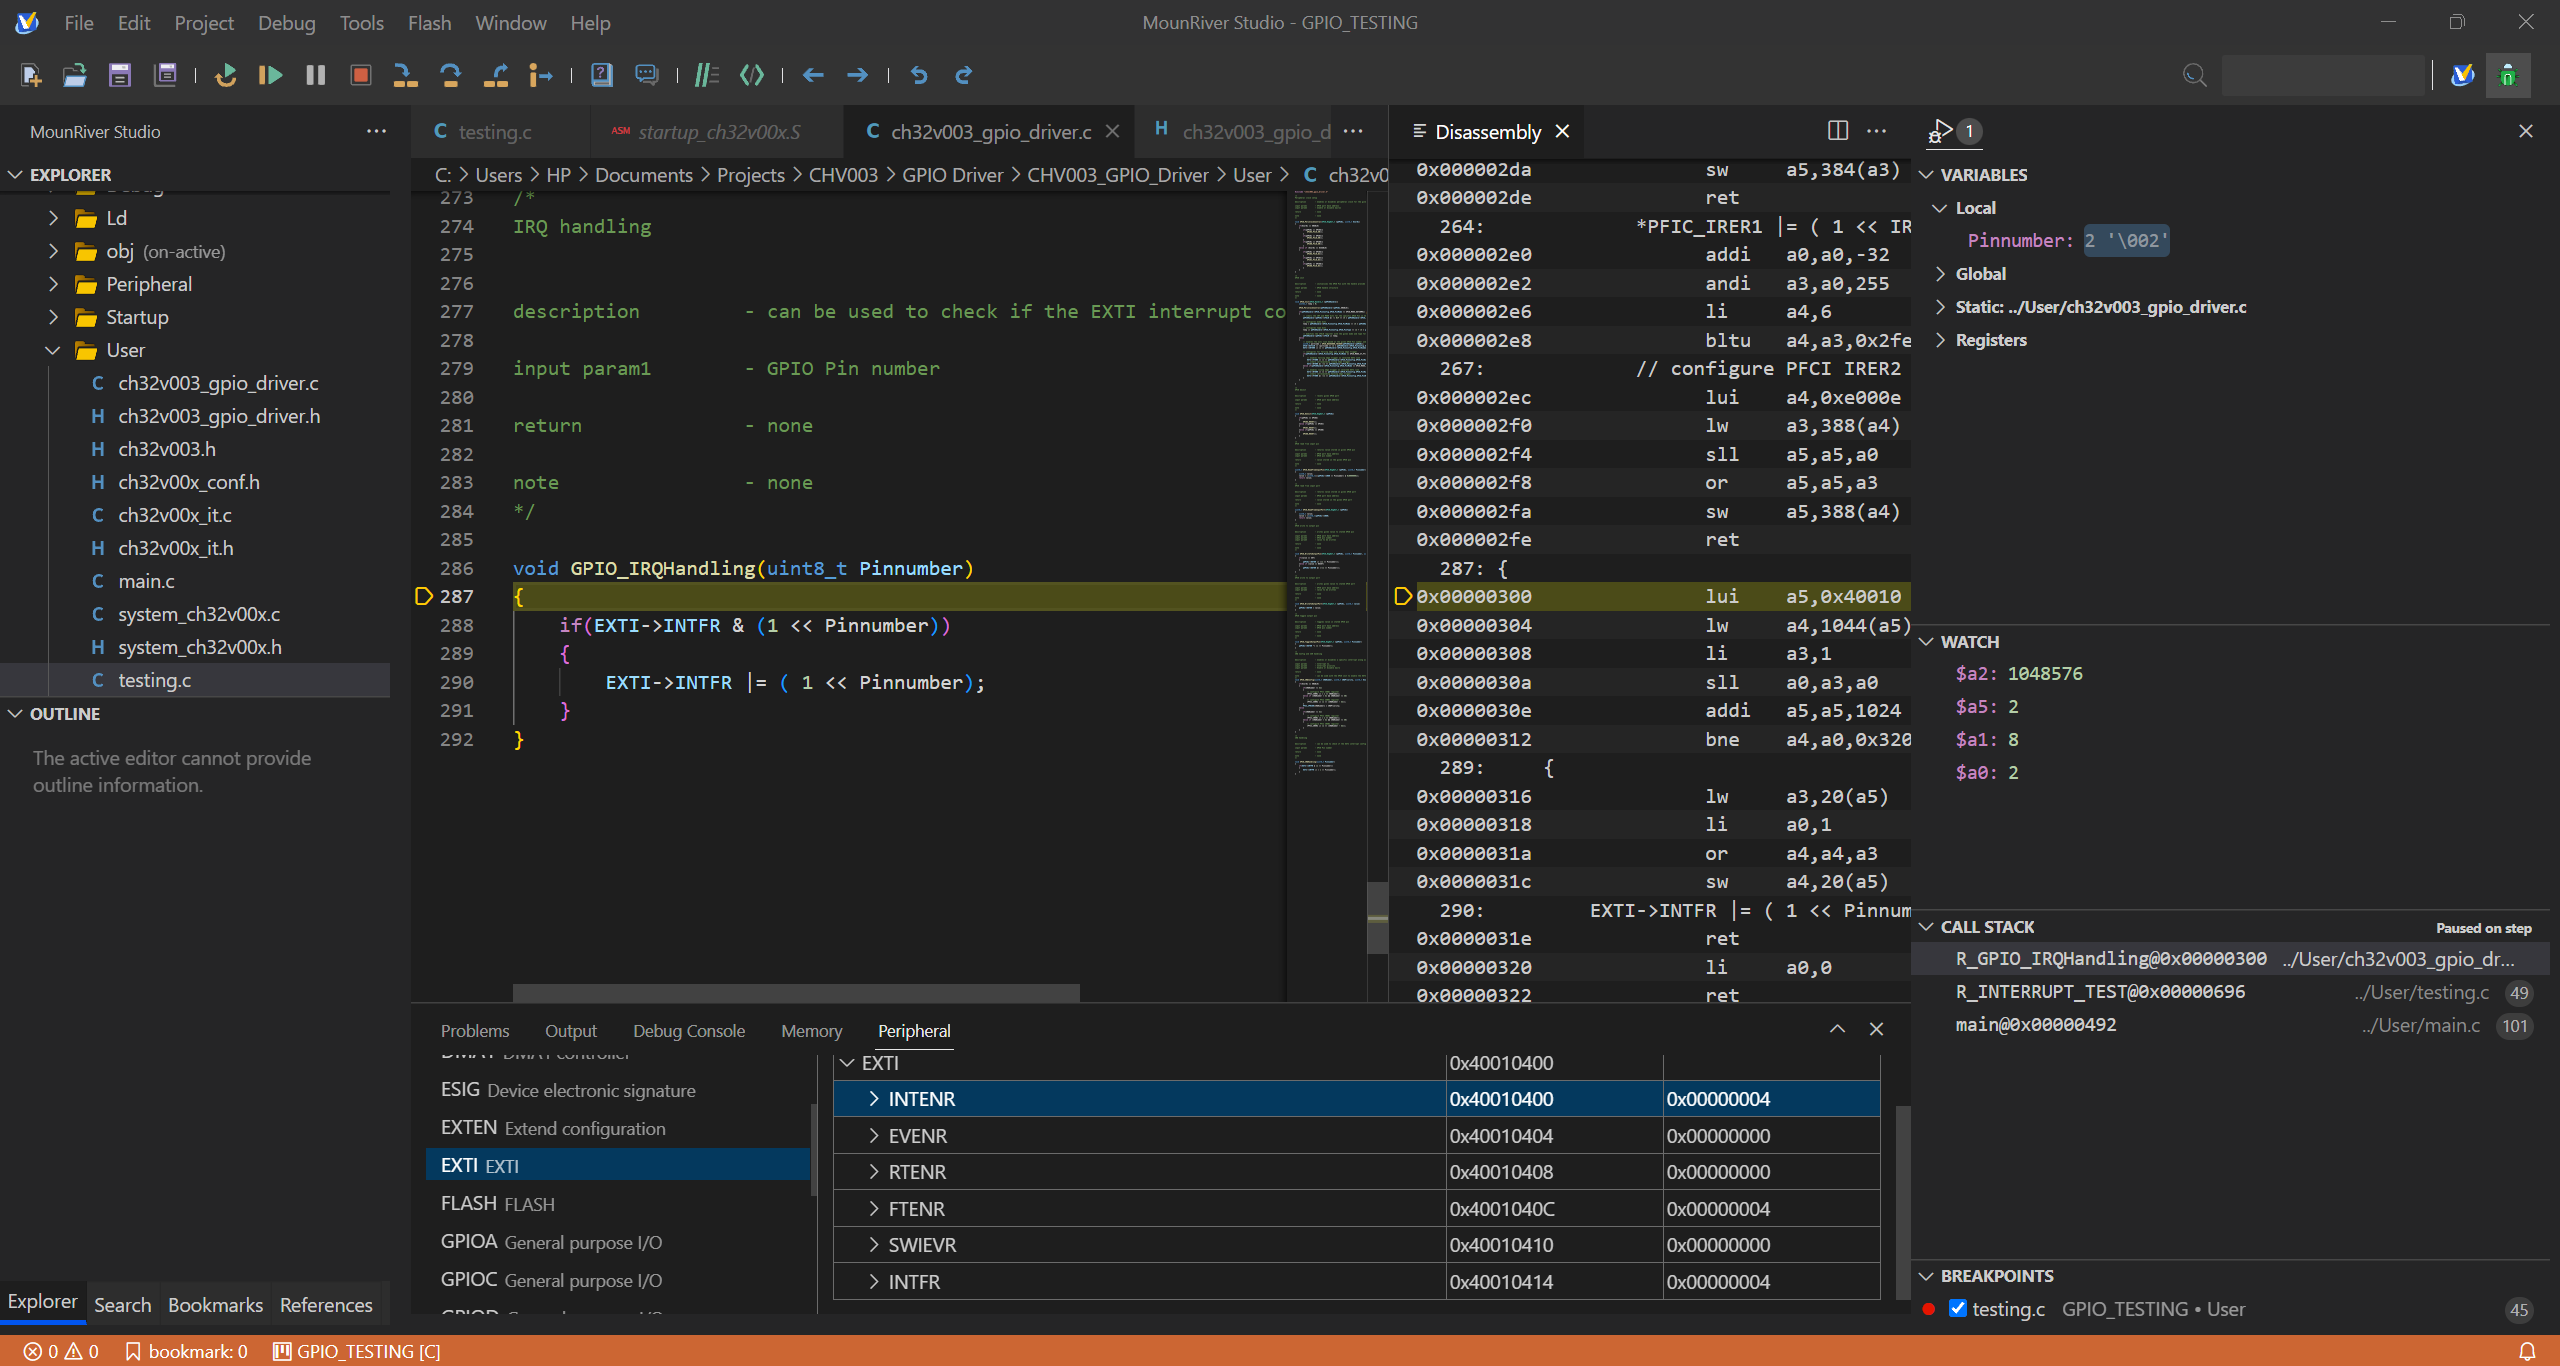 File Edit Project Debug Tools Flash Window Help
MounRiver Studio - GPIO_TESTING
MounRiver Studio
EXPLORER
Ld
obj (on-active)
Peripheral
Startup
User
C ch32v003_gpio_driver.c
H ch32v003_gpio_driver.h
H ch32v003.h
H ch32v00x_conf.h
C ch32v00x_it.c
H ch32v00x_it.h
C main.c
C system_ch32v00x.c
H system_ch32v00x.h
C testing.c
OUTLINE
The active editor cannot provide
outline information.
Explorer Search Bookmarks References
C testing.c ASM startup_ch32v00x.S C ch32v003_gpio_driver.c H ch32v003_gpio_d
C: > Users > HP > Documents > Projects > CHV003 > GPIO Driver > CHV003_GPIO_Driver > User > C ch32v0
273 /*
274 IRQ handling
275
276
277 description - can be used to check if the EXTI interrupt co
278
279 input param1 - GPIO Pin number
280
281 return - none
282
283 note - none
284 */
285
286 void GPIO_IRQHandling(uint8_t Pinnumber)
287 {
288 if(EXTI->INTFR & (1 << Pinnumber))
289 {
290 EXTI->INTFR |= ( 1 << Pinnumber);
291 }
292 }
Disassembly
0x000002da sw a5,384(a3)
0x000002de ret
264: *PFIC_IRER1 |= ( 1 << IR
0x000002e0 addi a0,a0,-32
0x000002e2 andi a3,a0,255
0x000002e6 li a4,6
0x000002e8 bltu a4,a3,0x2fe
267: // configure PFCI IRER2
0x000002ec lui a4,0xe000e
0x000002f0 lw a3,388(a4)
0x000002f4 sll a5,a5,a0
0x000002f8 or a5,a5,a3
0x000002fa sw a5,388(a4)
0x000002fe ret
287: {
0x00000300 lui a5,0x40010
0x00000304 lw a4,1044(a5)
0x00000308 li a3,1
0x0000030a sll a0,a3,a0
0x0000030e addi a5,a5,1024
0x00000312 bne a4,a0,0x320
289: {
0x00000316 lw a3,20(a5)
0x00000318 li a0,1
0x0000031a or a4,a4,a3
0x0000031c sw a4,20(a5)
290: EXTI->INTFR |= ( 1 << Pinnum
0x0000031e ret
0x00000320 li a0,0
0x00000322 ret
1
VARIABLES
Local
Pinnumber: 2 '\002'
Global
Static: ../User/ch32v003_gpio_driver.c
Registers
WATCH
$a2: 1048576
$a5: 2
$a1: 8
$a0: 2
CALL STACK Paused on step
R_GPIO_IRQHandling@0x00000300 ../User/ch32v003_gpio_dr...
R_INTERRUPT_TEST@0x00000696 ../User/testing.c 49
main@0x00000492 ../User/main.c 101
BREAKPOINTS
testing.c GPIO_TESTING • User 45
Problems Output Debug Console Memory Peripheral
ESIG Device electronic signature
EXTEN Extend configuration
EXTI EXTI
FLASH FLASH
GPIOA General purpose I/O
GPIOC General purpose I/O
EXTI 0x40010400
INTENR 0x40010400 0x00000004
EVENR 0x40010404 0x00000000
RTENR 0x40010408 0x00000000
FTENR 0x4001040C 0x00000004
SWIEVR 0x40010410 0x00000000
INTFR 0x40010414 0x00000004
0 0 bookmark: 0 GPIO_TESTING [C]